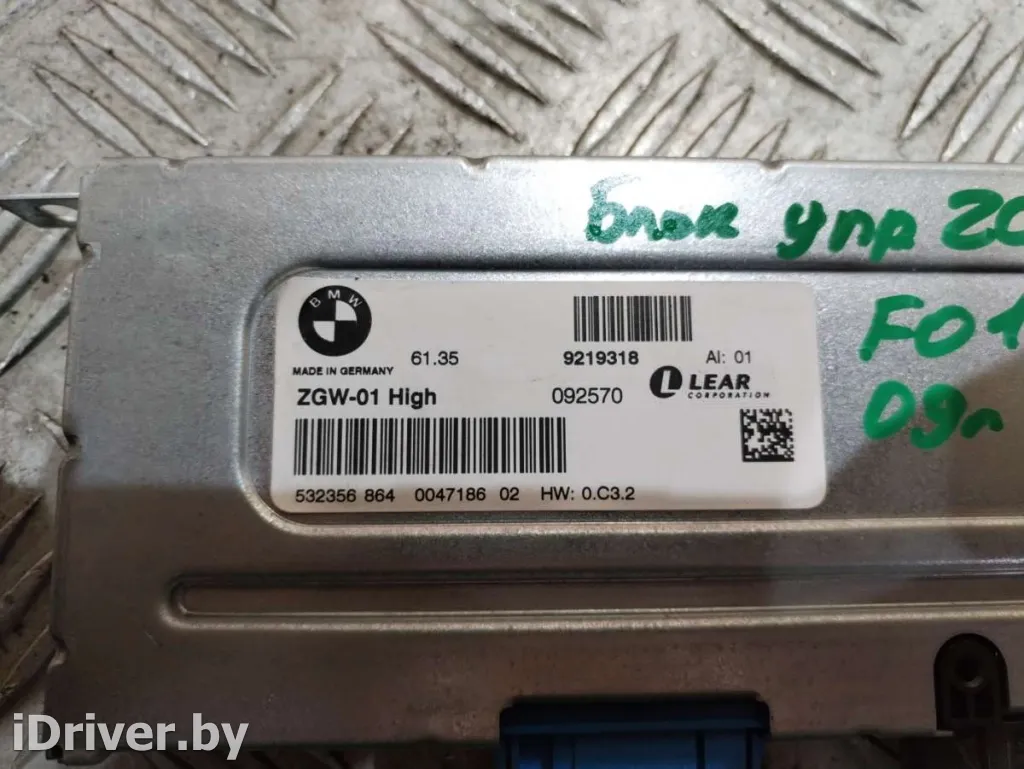 блок упр 20
F01
09г
BMW
MADE IN GERMANY
61.35
9219318
AI: 01
ZGW-01 High
092570
LEAR
CORPORATION
532356 864 0047186 02 HW: 0.C3.2
iDriver.by